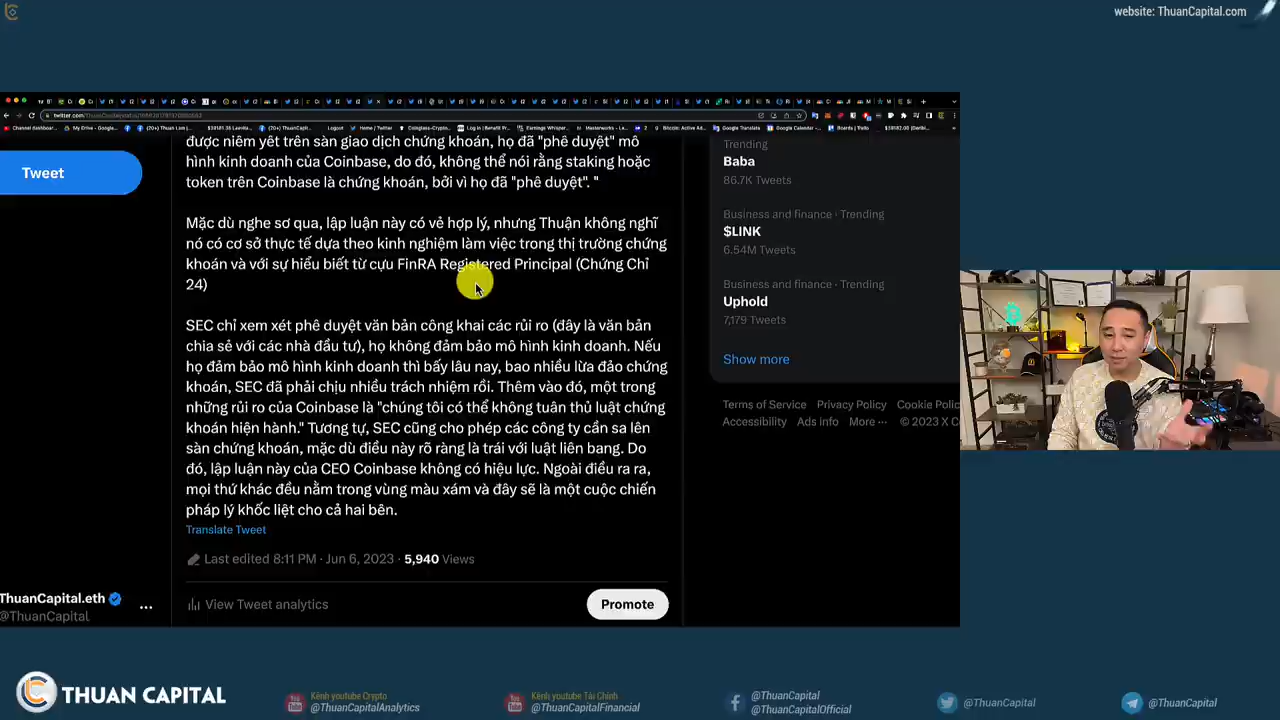 website: ThuanCapital.com
Tweet
được niêm yết trên sàn giao dịch chứng khoán, họ đã "phê duyệt" mô
hình kinh doanh của Coinbase, do đó, không thể nói rằng staking hoặc
token trên Coinbase là chứng khoán, bởi vì họ đã "phê duyệt". "
Mặc dù nghe sơ qua, lập luận này có vẻ hợp lý, nhưng Thuận không nghĩ
nó có cơ sở thực tế dựa theo kinh nghiệm làm việc trong thị trường chứng
khoán và với sự hiểu biết từ cựu FinRA Registered Principal (Chứng Chỉ
24)
SEC chỉ xem xét phê duyệt văn bản công khai các rủi ro (đây là văn bản
chia sẻ với các nhà đầu tư), họ không đảm bảo mô hình kinh doanh. Nếu
họ đảm bảo mô hình kinh doanh thì bấy lâu nay, bao nhiều lừa đảo chứng
khoán, SEC đã phải chịu nhiều trách nhiệm rồi. Thêm vào đó, một trong
những rủi ro của Coinbase là "chúng tôi có thể không tuân thủ luật chứng
khoán hiện hành." Tương tự, SEC cũng cho phép các công ty cần sa lên
sàn chứng khoán, mặc dù điều này rõ ràng là trái với luật liên bang. Do
đó, lập luận này của CEO Coinbase không có hiệu lực. Ngoài điều ra ra,
mọi thứ khác đều nằm trong vùng màu xám và đây sẽ là một cuộc chiến
pháp lý khốc liệt cho cả hai bên.
Translate Tweet
Last edited 8:11 PM · Jun 6, 2023 · 5,940 Views
View Tweet analytics
Promote
ThuanCapital.eth
@ThuanCapital
Trending
Baba
86.7K Tweets
Business and finance · Trending
$LINK
6.54M Tweets
Business and finance · Trending
Uphold
7,179 Tweets
Show more
Terms of Service Privacy Policy Cookie Polic
Accessibility Ads info More ··· © 2023 X C
THUAN CAPITAL
Kênh youtube Crypto
@ThuanCapitalAnalytics
Kênh youtube Tài Chính
@ThuanCapitalFinancial
@ThuanCapital
@ThuanCapitalOfficial
@ThuanCapital
@ThuanCapital